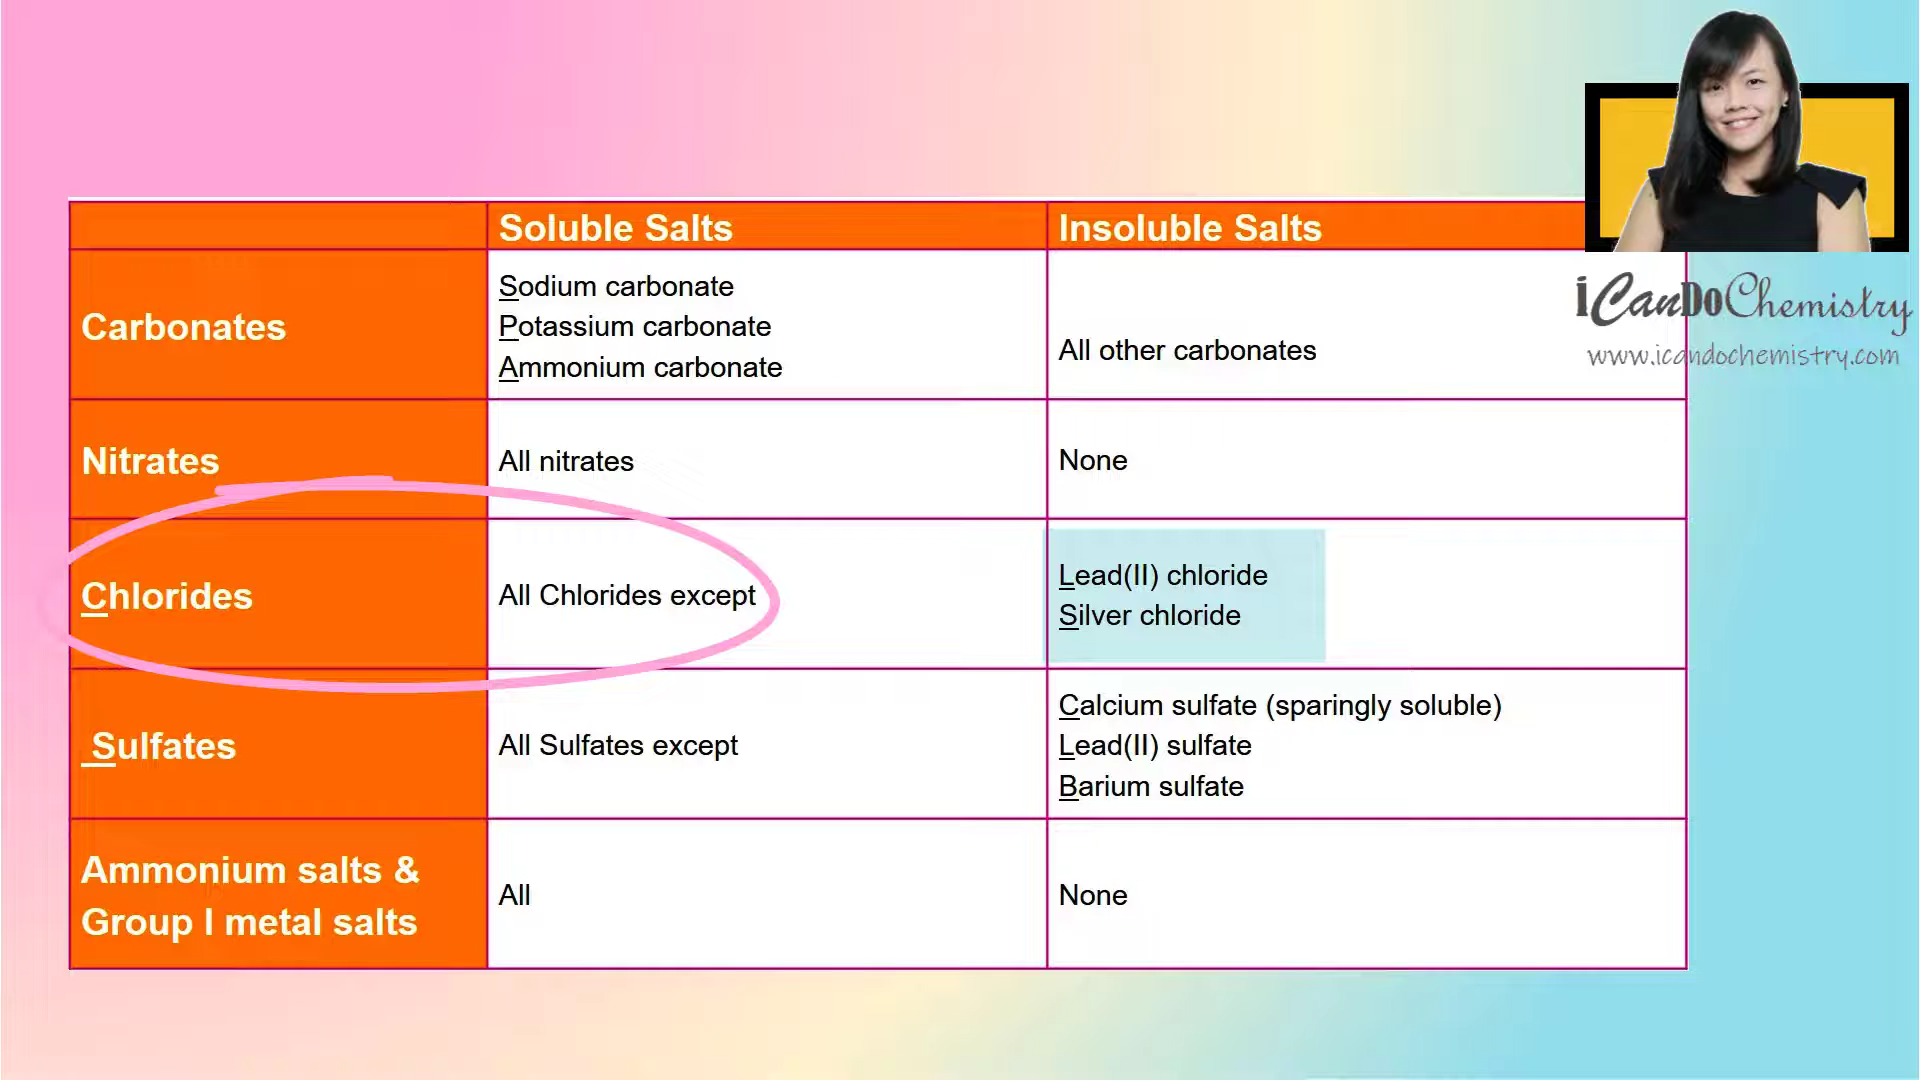 Soluble Salts
Insoluble Salts
Carbonates
Sodium carbonate
Potassium carbonate
Ammonium carbonate
All other carbonates
Nitrates
All nitrates
None
Chlorides
All Chlorides except
Lead(II) chloride
Silver chloride
Sulfates
All Sulfates except
Calcium sulfate (sparingly soluble)
Lead(II) sulfate
Barium sulfate
Ammonium salts &
Group I metal salts
All
None
iCanDoChemistry
www.icandochemistry.com